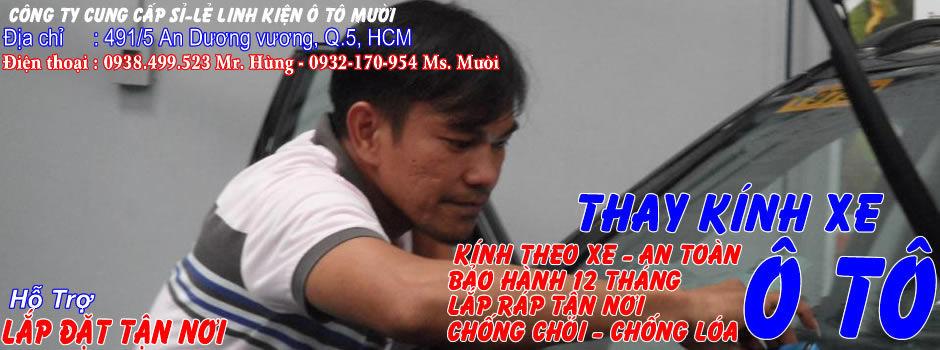 CÔNG TY CUNG CẤP SỈ-LẺ LINH KIỆN Ô TÔ MƯỜI
Địa chỉ : 491/5 An Dương vương, Q.5, HCM
Điện thoại : 0938.499.523 Mr. Hùng - 0932-170-954 Ms. Mười
THAY KÍNH XE
Ô TÔ
KÍNH THEO XE - AN TOÀN
BẢO HÀNH 12 THÁNG
LẮP RÁP TẬN NƠI
CHỐNG CHÓI - CHỐNG LÓA
Hỗ Trợ
LẮP ĐẶT TẬN NƠI